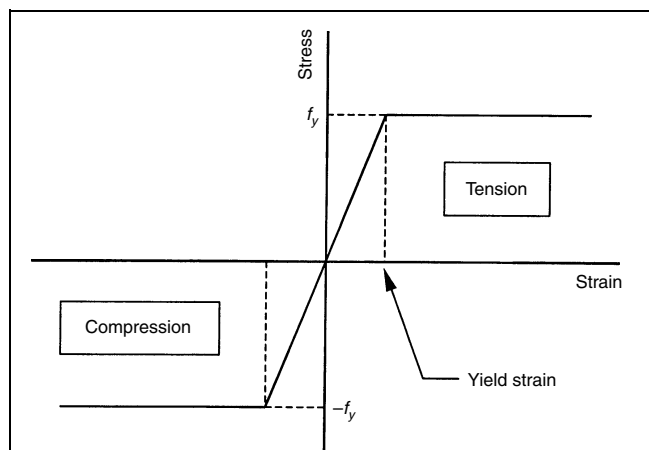 Stress
f_y
Tension
Strain
Compression
Yield strain
–f_y